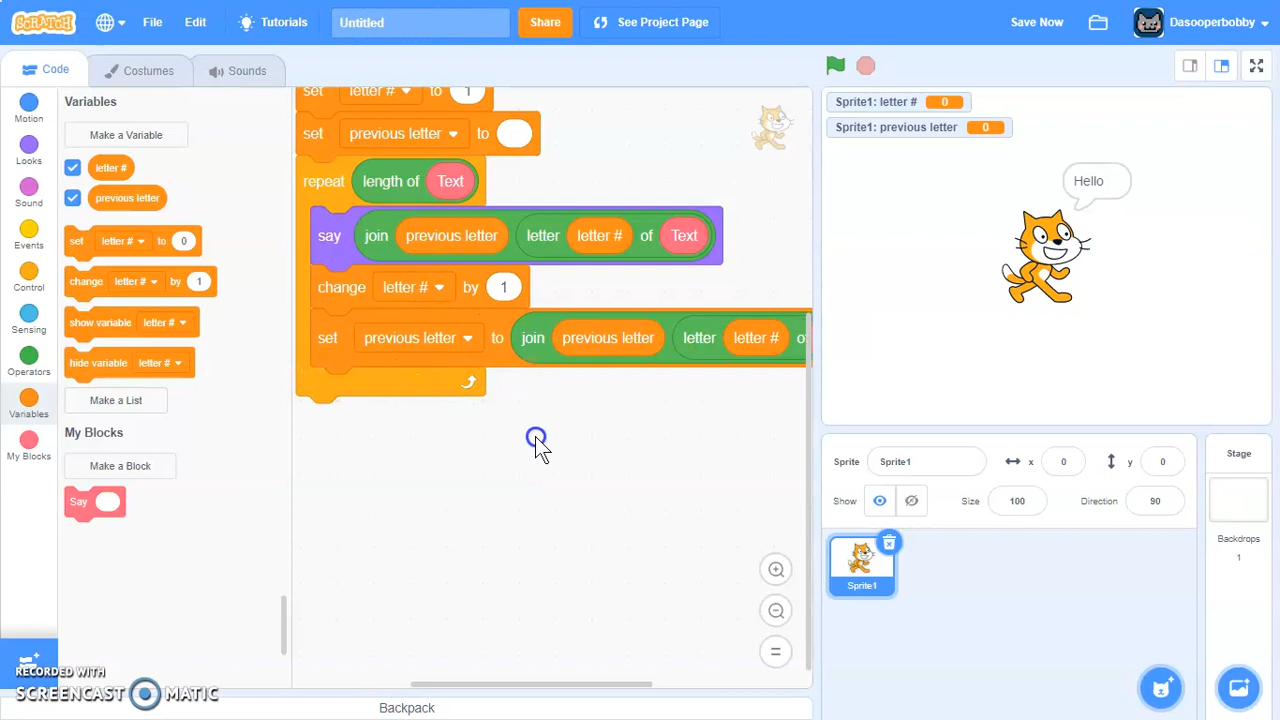 SCRATCH File Edit Tutorials Untitled Share See Project Page Save Now Dasooperbobby
Code Costumes Sounds
Motion
Looks
Sound
Events
Control
Sensing
Operators
Variables
My Blocks
Variables
Make a Variable
letter #
previous letter
set letter # to 0
change letter # by 1
show variable letter #
hide variable letter #
Make a List
My Blocks
Make a Block
Say
set letter # to 1
set previous letter to
repeat length of Text
say join previous letter letter letter # of Text
change letter # by 1
set previous letter to join previous letter letter letter #
Sprite1: letter # 0
Sprite1: previous letter 0
Hello
Sprite Sprite1 x 0 y 0
Show Size 100 Direction 90
Sprite1
Stage
Backdrops
1
RECORDED WITH
SCREENCAST MATIC
Backpack